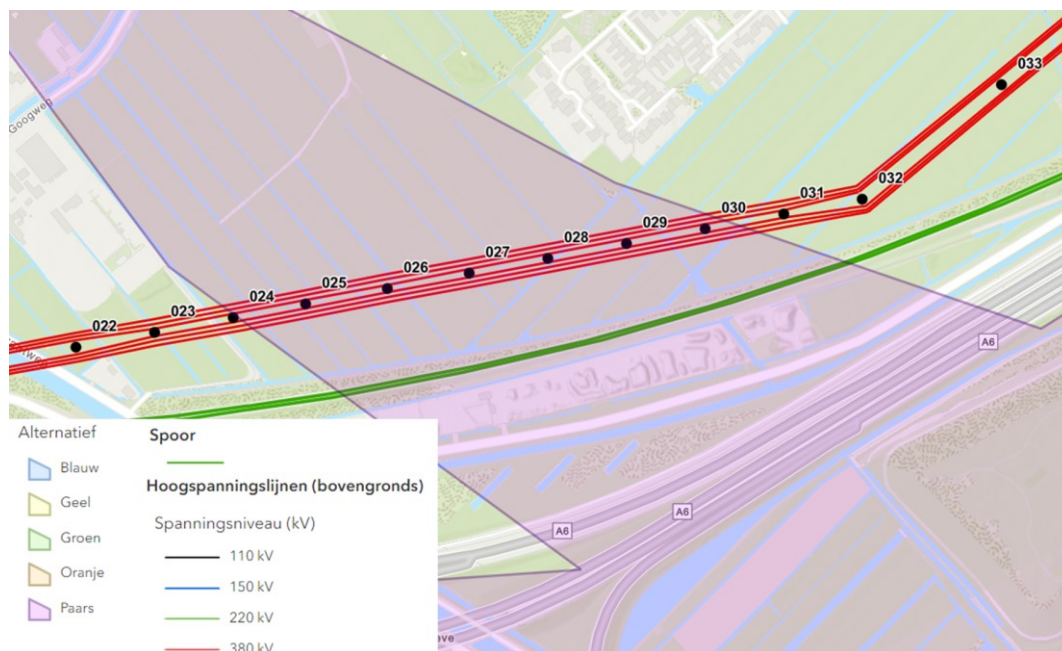 033
Googweg
032
031
030
029
028
027
026
025
024
023
022
A6
A6
A6
Alternatief
Blauw
Geel
Groen
Oranje
Paars
Spoor
Hoogspanningslijnen (bovengronds)
Spanningsniveau (kV)
110 kV
150 kV
220 kV
380 kV